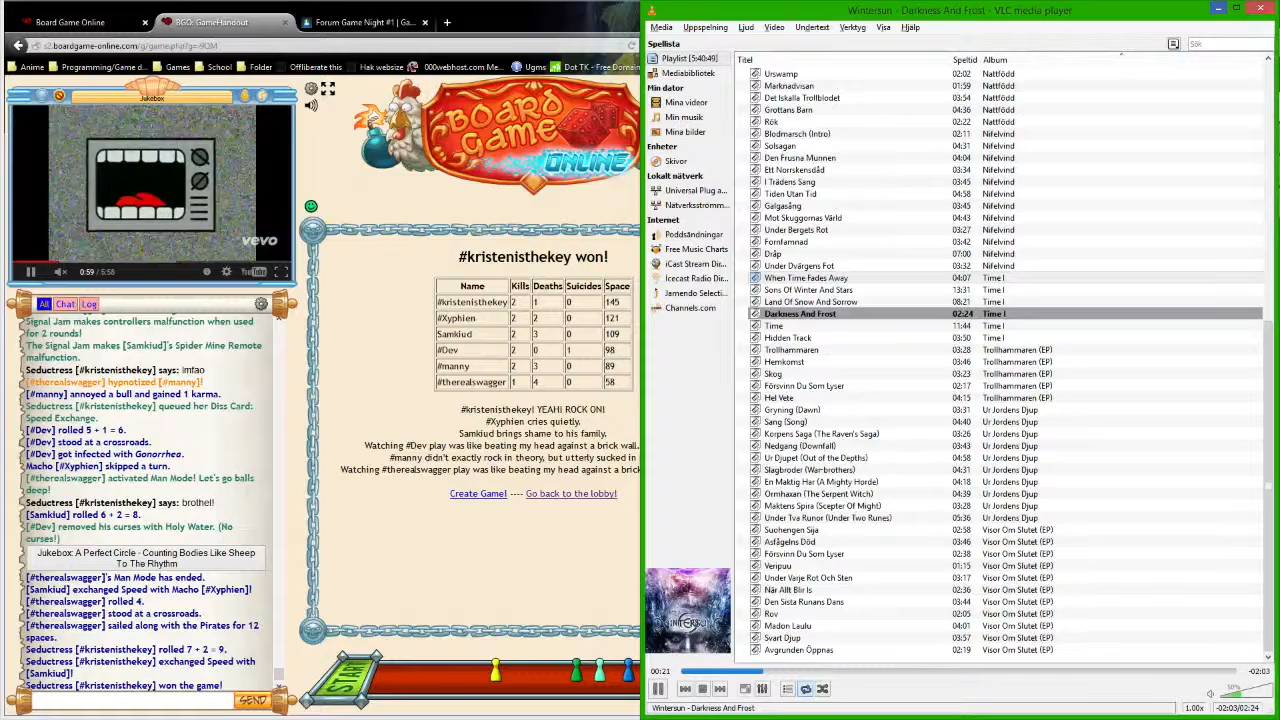 Board Game Online
BGO: GameHandout
Forum Game Night #1 | Ga...
s2.boardgame-online.com/g/game.php?g=9OM
Anime
Programming/Game d...
Games
School
Folder
Offliberate this
Hak websize
000webhost.com Me...
Ugms
Dot TK - Free Domain
Jukebox
vevo
0:59 / 5:58
YouTube
All Chat Log
Signal Jam makes controllers malfunction when used
for 2 rounds!
The Signal Jam makes [Samkiud]'s Spider Mine Remote
malfunction.
Seductress [#kristenisthekey] says: lmfao
[#therealswagger] hypnotized [#manny]!
[#manny] annoyed a bull and gained 1 karma.
Seductress [#kristenisthekey] queued her Diss Card:
Speed Exchange.
[#Dev] rolled 5 + 1 = 6.
[#Dev] stood at a crossroads.
[#Dev] got infected with Gonorrhea.
Macho [#Xyphien] skipped a turn.
[#therealswagger] activated Man Mode! Let's go balls
deep!
Seductress [#kristenisthekey] says: brothel!
[Samkiud] rolled 6 + 2 = 8.
[#Dev] removed his curses with Holy Water. (No
curses!)
Jukebox: A Perfect Circle - Counting Bodies Like Sheep
To The Rhythm
[#therealswagger]'s Man Mode has ended.
[Samkiud] exchanged Speed with Macho [#Xyphien]!
[#therealswagger] rolled 4.
[#therealswagger] stood at a crossroads.
[#therealswagger] sailed along with the Pirates for 12
spaces.
Seductress [#kristenisthekey] rolled 7 + 2 = 9.
Seductress [#kristenisthekey] exchanged Speed with
[Samkiud]!
Seductress [#kristenisthekey] won the game!
SEND
BOARD
GAME
ONLINE
#kristenisthekey won!
Name Kills Deaths Suicides Space
#kristenisthekey 2 1 0 145
#Xyphien 2 2 0 121
Samkiud 2 3 0 109
#Dev 2 0 1 98
#manny 2 3 0 89
#therealswagger 1 4 0 58
#kristenisthekey! YEAH! ROCK ON!
#Xyphien cries quietly.
Samkiud brings shame to his family.
Watching #Dev play was like beating my head against a brick wall.
#manny didn't exactly rock in theory, but utterly sucked in
Watching #therealswagger play was like beating my head against a brick
Create Game! ---- Go back to the lobby!
START
Wintersun - Darkness And Frost - VLC media player
Media Uppspelning Ljud Video Undertext Verktyg Visa Hjälp
Spellista
Sök
Playlist [5:40:49]
Mediabibliotek
Min dator
Mina videor
Min musik
Mina bilder
Enheter
Skivor
Lokalt nätverk
Universal Plug a...
Nätverksströmm...
Internet
Poddsändningar
Free Music Charts
iCast Stream Dir...
Icecast Radio Dir...
Jamendo Selecti...
Channels.com
Titel Speltid Album
Urswamp 02:02 Nattfödd
Marknadvisan 01:59 Nattfödd
Det Iskalla Trollblodet 03:54 Nattfödd
Grottans Barn 04:36 Nattfödd
Rök 02:22 Nattfödd
Blodmarsch (Intro) 02:11 Nifelvind
Solsagan 04:31 Nifelvind
Den Frusna Munnen 04:04 Nifelvind
Ett Norrskensdåd 03:34 Nifelvind
I Trädens Sang 03:45 Nifelvind
Tiden Utan Tid 04:58 Nifelvind
Galgasång 03:45 Nifelvind
Mot Skuggornas Värld 04:43 Nifelvind
Under Bergets Rot 03:27 Nifelvind
Fornfamnad 03:42 Nifelvind
Dråp 07:00 Nifelvind
Under Dvärgens Fot 03:32 Nifelvind
When Time Fades Away 04:07 Time I
Sons Of Winter And Stars 13:31 Time I
Land Of Snow And Sorrow 08:21 Time I
Darkness And Frost 02:24 Time I
Time 11:44 Time I
Hidden Track 03:50 Time I
Trollhammaren 03:28 Trollhammaren (EP)
Hemkomst 03:46 Trollhammaren (EP)
Skog 03:23 Trollhammaren (EP)
Försvinn Du Som Lyser 02:17 Trollhammaren (EP)
Hel Vete 04:15 Trollhammaren (EP)
Gryning (Dawn) 03:31 Ur Jordens Djup
Sang (Song) 04:40 Ur Jordens Djup
Korpens Saga (The Raven's Saga) 03:26 Ur Jordens Djup
Nedgang (Downfall) 03:43 Ur Jordens Djup
Ur Djupet (Out of the Depths) 04:58 Ur Jordens Djup
Slagbroder (War-brothers) 04:31 Ur Jordens Djup
En Maktig Har (A Mighty Horde) 04:18 Ur Jordens Djup
Ormhaxan (The Serpent Witch) 04:39 Ur Jordens Djup
Maktens Spira (Scepter Of Might) 03:28 Ur Jordens Djup
Under Tva Runor (Under Two Runes) 05:36 Ur Jordens Djup
Suohengen Sija 02:58 Visor Om Slutet (EP)
Asfågelns Död 03:46 Visor Om Slutet (EP)
Försvinn Du Som Lyser 02:38 Visor Om Slutet (EP)
Veripuu 01:15 Visor Om Slutet (EP)
Under Varje Rot Och Sten 03:17 Visor Om Slutet (EP)
När Allt Blir Is 02:36 Visor Om Slutet (EP)
Den Sista Runans Dans 03:44 Visor Om Slutet (EP)
Rov 02:05 Visor Om Slutet (EP)
Madon Laulu 04:01 Visor Om Slutet (EP)
Svart Djup 03:57 Visor Om Slutet (EP)
Avgrunden Öppnas 02:19 Visor Om Slutet (EP)
WINTERSUN
00:21
-02:03
50%
Wintersun - Darkness And Frost
1.00x
-02:03/02:24